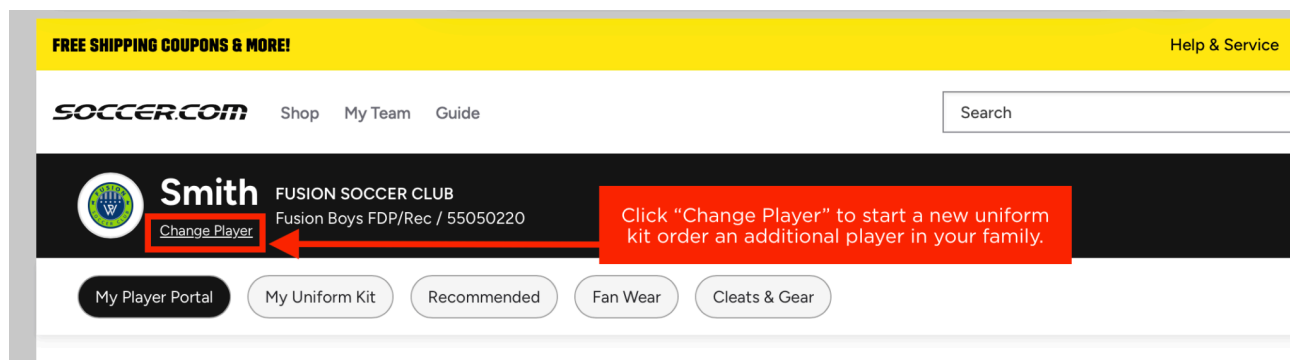 FREE SHIPPING COUPONS & MORE!
Help & Service
SOCCER.COM
Shop
My Team
Guide
Search
Smith
FUSION SOCCER CLUB
Change Player
Fusion Boys FDP/Rec / 55050220
Click “Change Player” to start a new uniform
kit order an additional player in your family.
My Player Portal
My Uniform Kit
Recommended
Fan Wear
Cleats & Gear